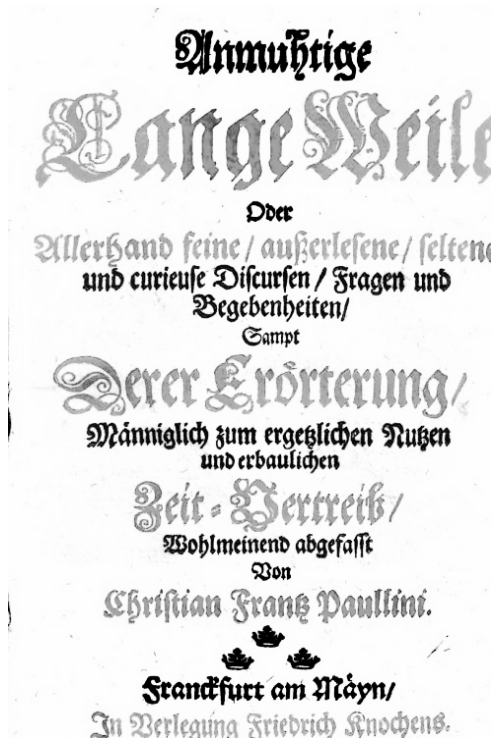 Anmuhtige
Lange Weile
Oder
Allerhand feine / außerlesene / seltene
und curieuse Discursen / Fragen und
Begebenheiten /
Sampt
Derer Erörterung /
Männiglich zum ergetzlichen Nutzen
und erbaulichen
Zeit-Vertreib /
Wohlmeinend abgefasst
Von
Christian Frantz Paullini.
Franckfurt am Mäyn /
In Verlegung Friedrich Knochens.